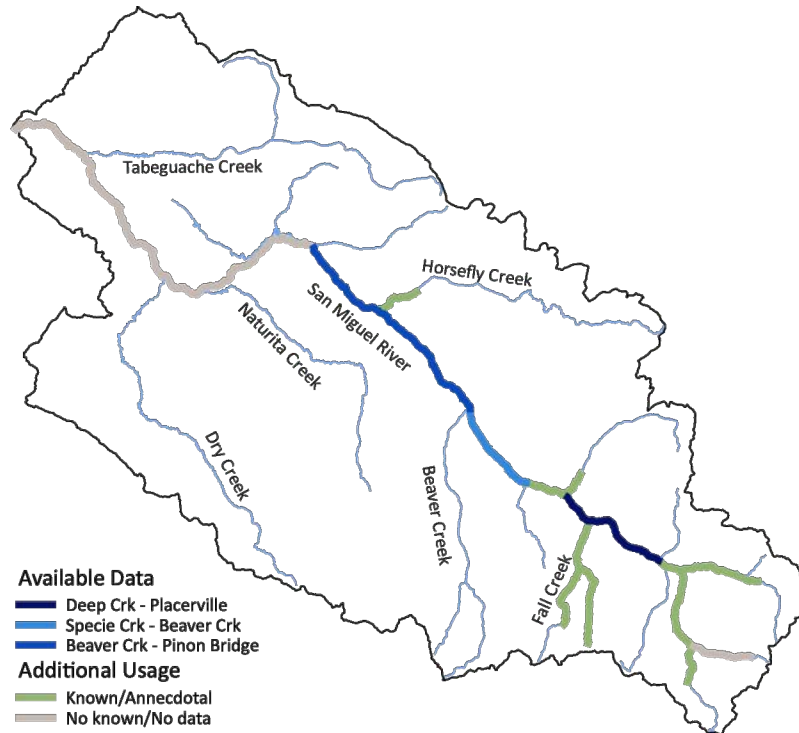 Tabeguache Creek
Horsefly Creek
San Miguel River
Naturita Creek
Dry Creek
Beaver Creek
Fall Creek
Available Data
Deep Crk - Placerville
Specie Crk - Beaver Crk
Beaver Crk - Pinon Bridge
Additional Usage
Known/Annecdotal
No known/No data